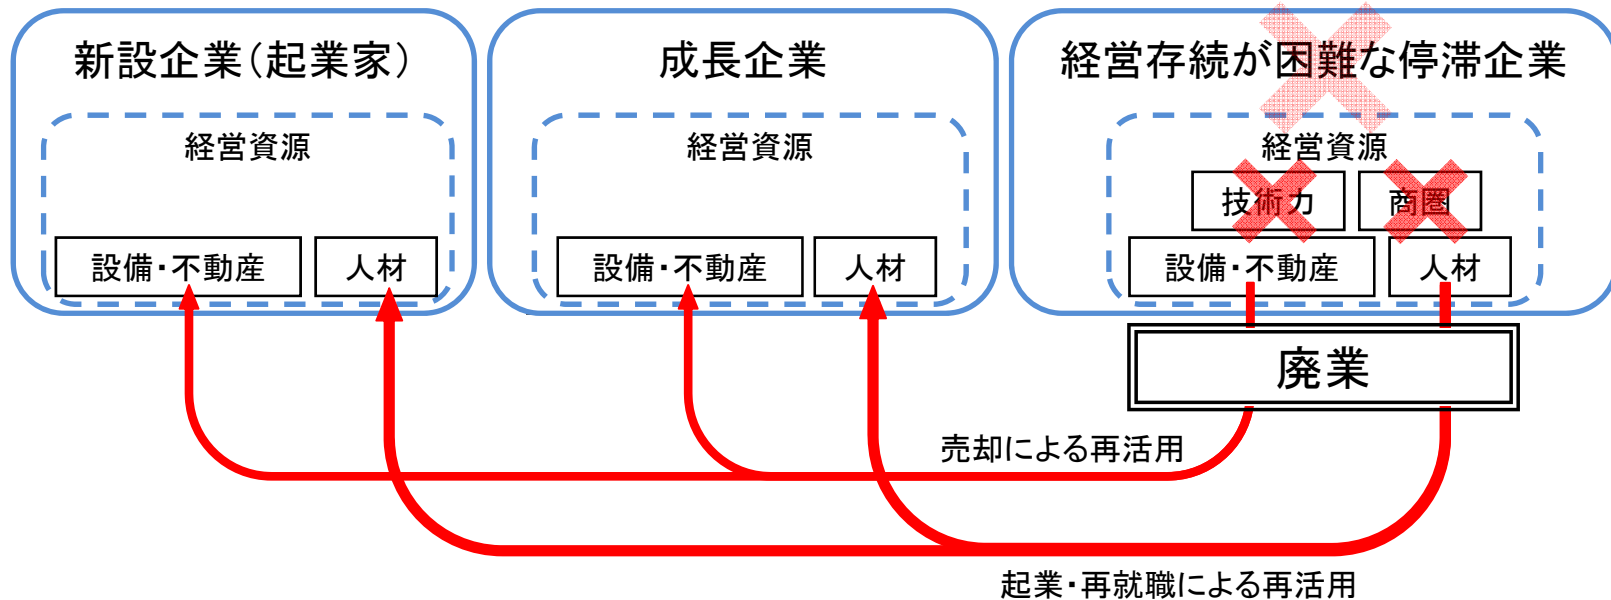 新設企業(起業家)
成長企業
経営存続が困難な停滞企業
経営資源
経営資源
経営資源
技術力
商圏
設備・不動産
人材
設備・不動産
人材
設備・不動産
人材
廃業
売却による再活用
起業・再就職による再活用